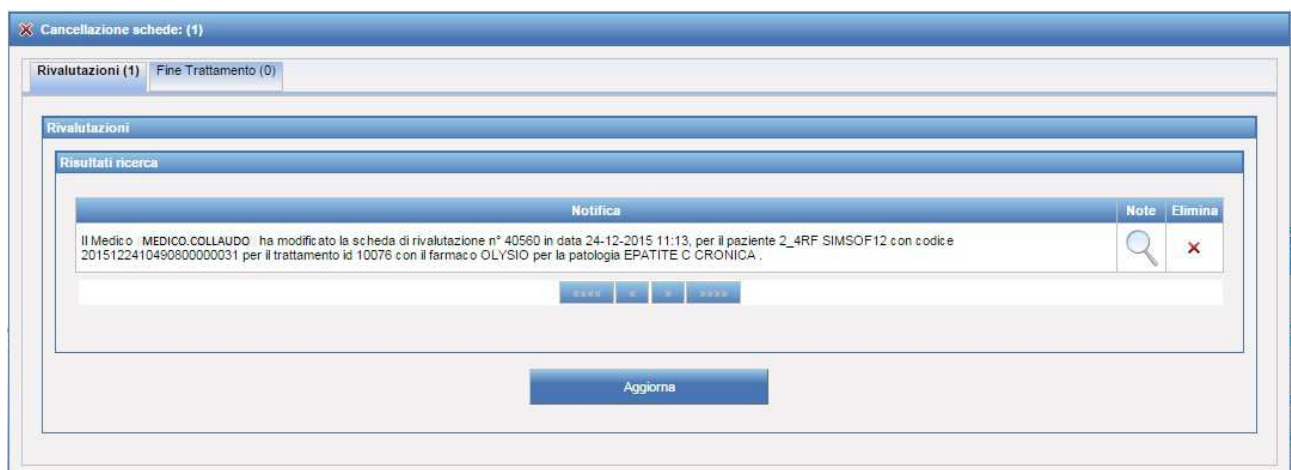 Cancellazione schede: (1)
Rivalutazioni (1) Fine Trattamento (0)
Rivalutazioni
Risultati ricerca
Notifica Note Elimina
Il Medico MEDICO.COLLAUDO ha modificato la scheda di rivalutazione n° 40560 in data 24-12-2015 11:13, per il paziente 2_4RF SIMSOF12 con codice
2015122410490800000031 per il trattamento id 10076 con il farmaco OLYSIO per la patologia EPATITE C CRONICA .
«««« « » »»»»
Aggiorna